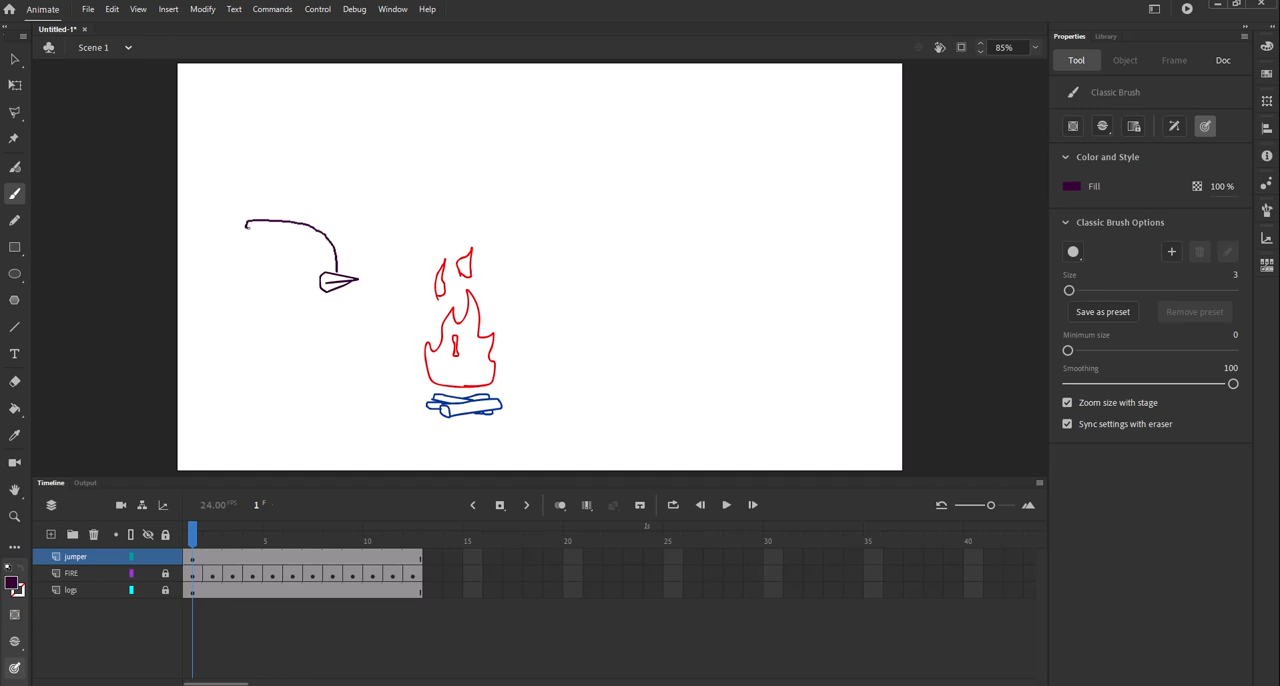 Animate File Edit View Insert Modify Text Commands Control Debug Window Help
Untitled-1* ×
Scene 1
85%
Properties Library
Tool Object Frame Doc
Classic Brush
Color and Style
Fill 100 %
Classic Brush Options
Size 3
Save as preset Remove preset
Minimum size 0
Smoothing 100
Zoom size with stage
Sync settings with eraser
Timeline Output
24.00 FPS 1 F
1s
5 10 15 20 25 30 35 40
jumper
FIRE
logs